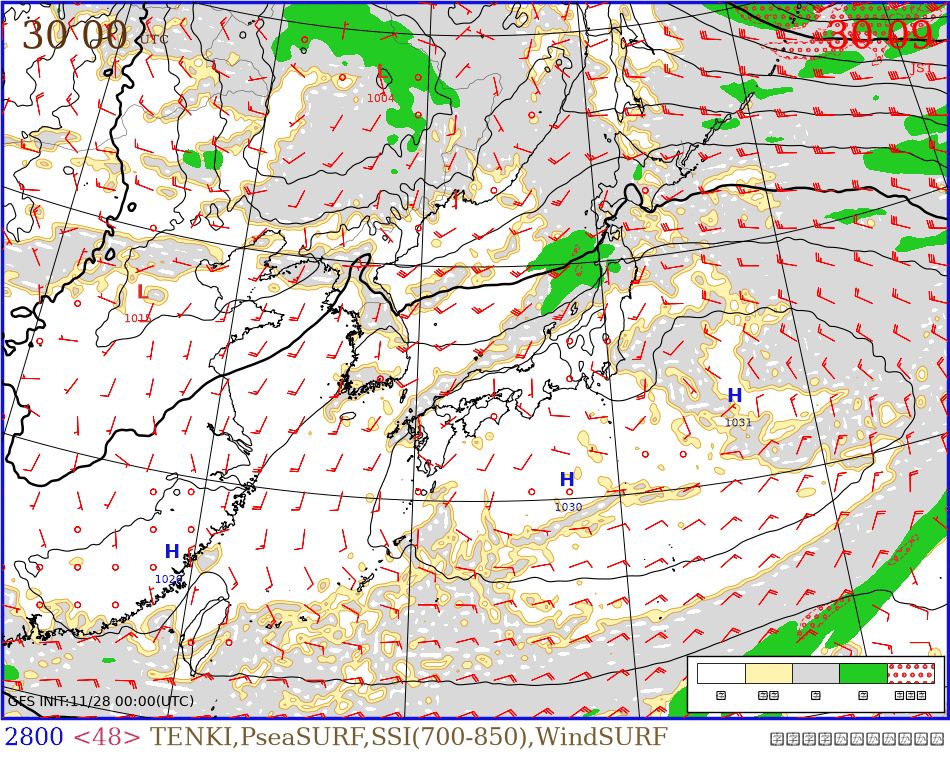 30 00 UTC
30 09
JST
L
1004
L
1015
H
1031
H
1030
H
GFS INIT:11/28 00:00(UTC)
2800 <48> TENKI,PseaSURF,SSI(700-850),WindSURF